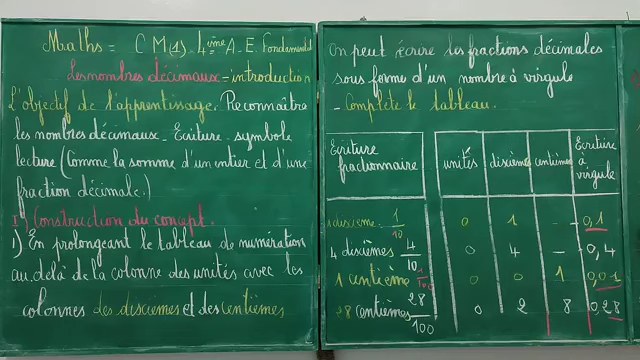 Maths = CM(1) 4ème A.E. Fondamental
Les nombres décimaux - introduction
L'objectif de l'apprentissage. Reconnaître
les nombres décimaux - Ecriture - symbole
lecture (Comme la somme d'un entier et d'une
fraction décimale.)
I) Construction du concept.
1) En prolongeant le tableau de numération
au delà de la colonne des unités avec les
colonnes des dixièmes et des centièmes
On peut écrire les fractions décimales
sous forme d'un nombre à virgule
- Complète le tableau.
Ecriture fractionnaire unités dixièmes centièmes Ecriture à virgule
1 dixième : 1/10 0 1 - 0,1
4 dixièmes 4/10 0 4 - 0,4
1 centième 1/100 0 0 1 0,01
28 centièmes 28/100 0 2 8 0,28